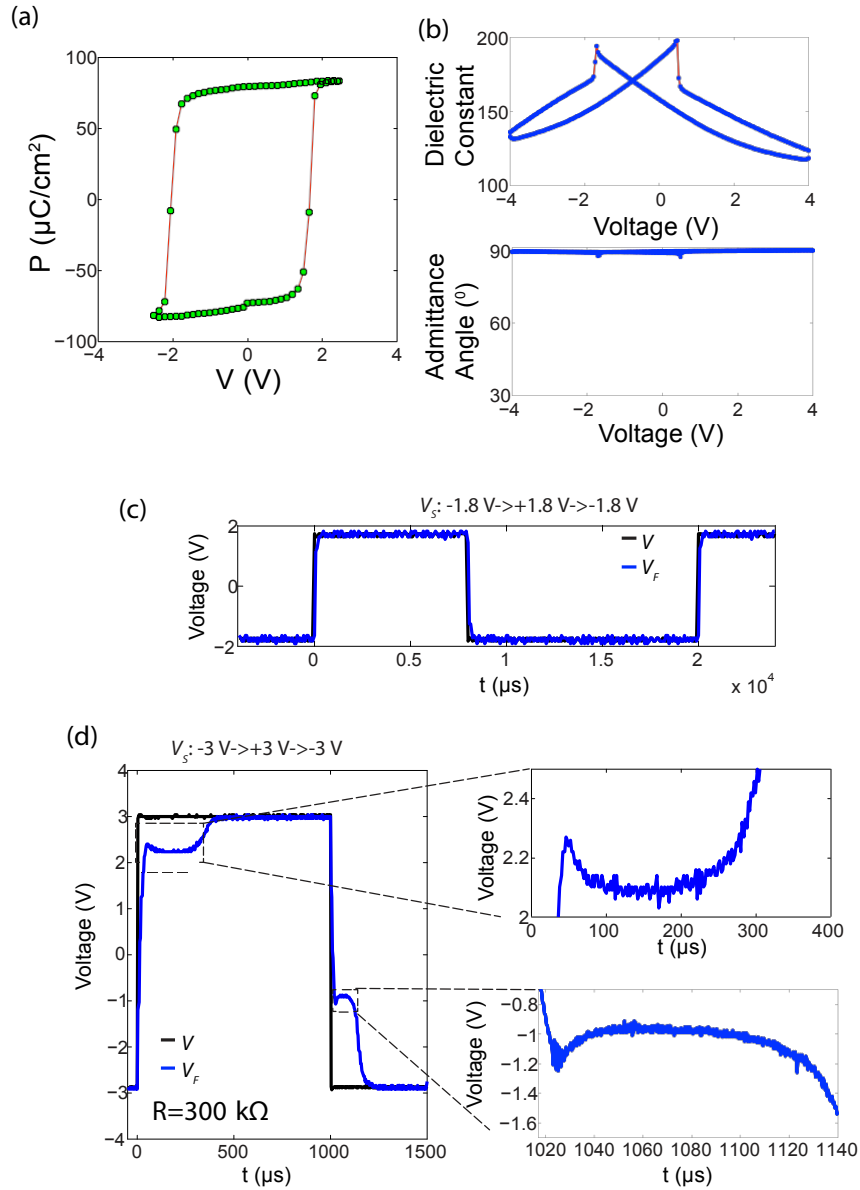 (a)
100
50
0
−50
−100
P (μC/cm²)
−4
−2
0
2
4
V (V)
(b)
200
150
100
Dielectric
Constant
−4
−2
0
2
4
Voltage (V)
90
60
30
Admittance
Angle (⁰)
−4
−2
0
2
4
Voltage (V)
(c)
V_S: -1.8 V->+1.8 V->-1.8 V
2
0
−2
Voltage (V)
V
V_F
0
0.5
1
1.5
2
x 10⁴
t (μs)
(d)
V_S: -3 V->+3 V->-3 V
4
3
2
1
0
−1
−2
−3
−4
Voltage (V)
V
V_F
R=300 kΩ
0
500
1000
1500
t (μs)
2.4
2.2
2
Voltage (V)
0
100
200
300
400
t (μs)
−0.8
−1
−1.2
−1.4
−1.6
Voltage (V)
1020
1040
1060
1080
1100
1120
1140
t (μs)